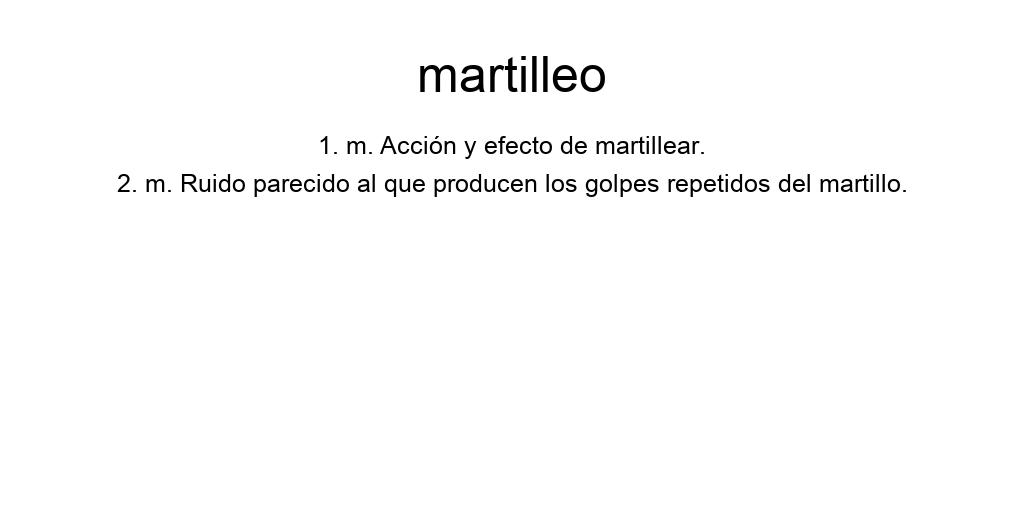 martilleo
1. m. Acción y efecto de martillear.
2. m. Ruido parecido al que producen los golpes repetidos del martillo.